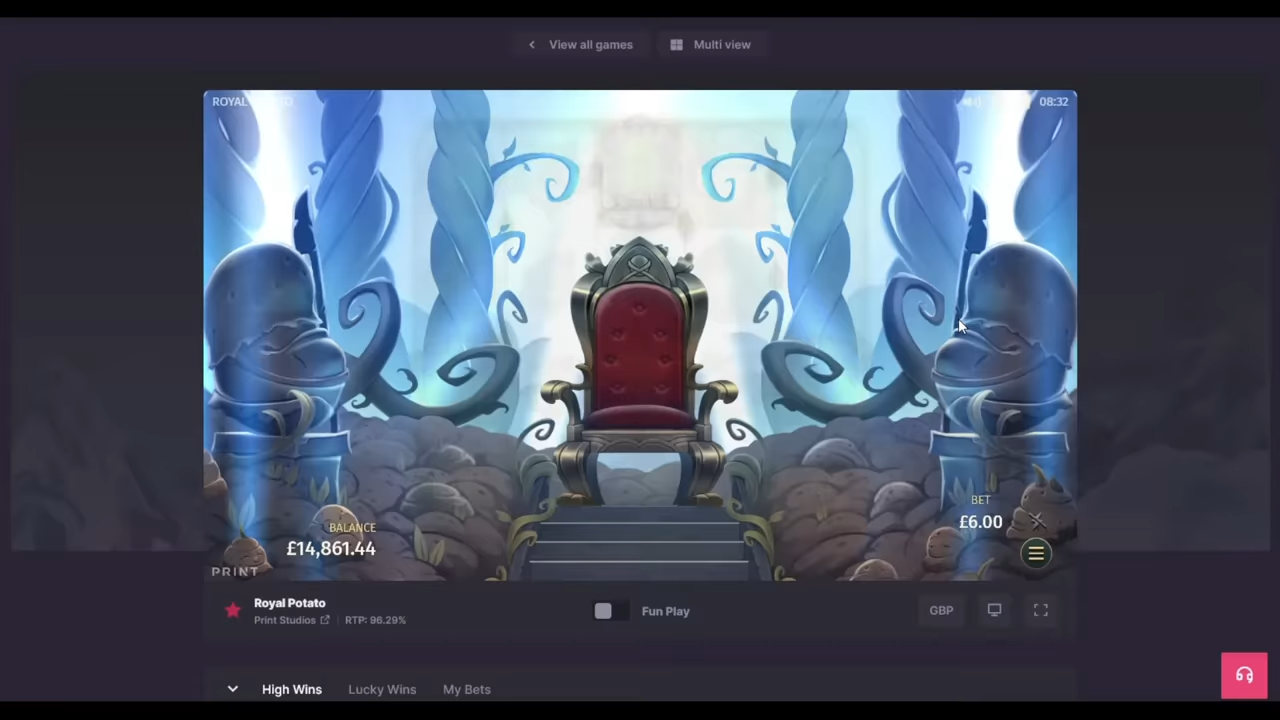 View all games
Multi view
ROYAL
08:32
BET
£6.00
BALANCE
£14,861.44
PRINT
Royal Potato
Print Studios
RTP: 96.29%
Fun Play
GBP
High Wins
Lucky Wins
My Bets